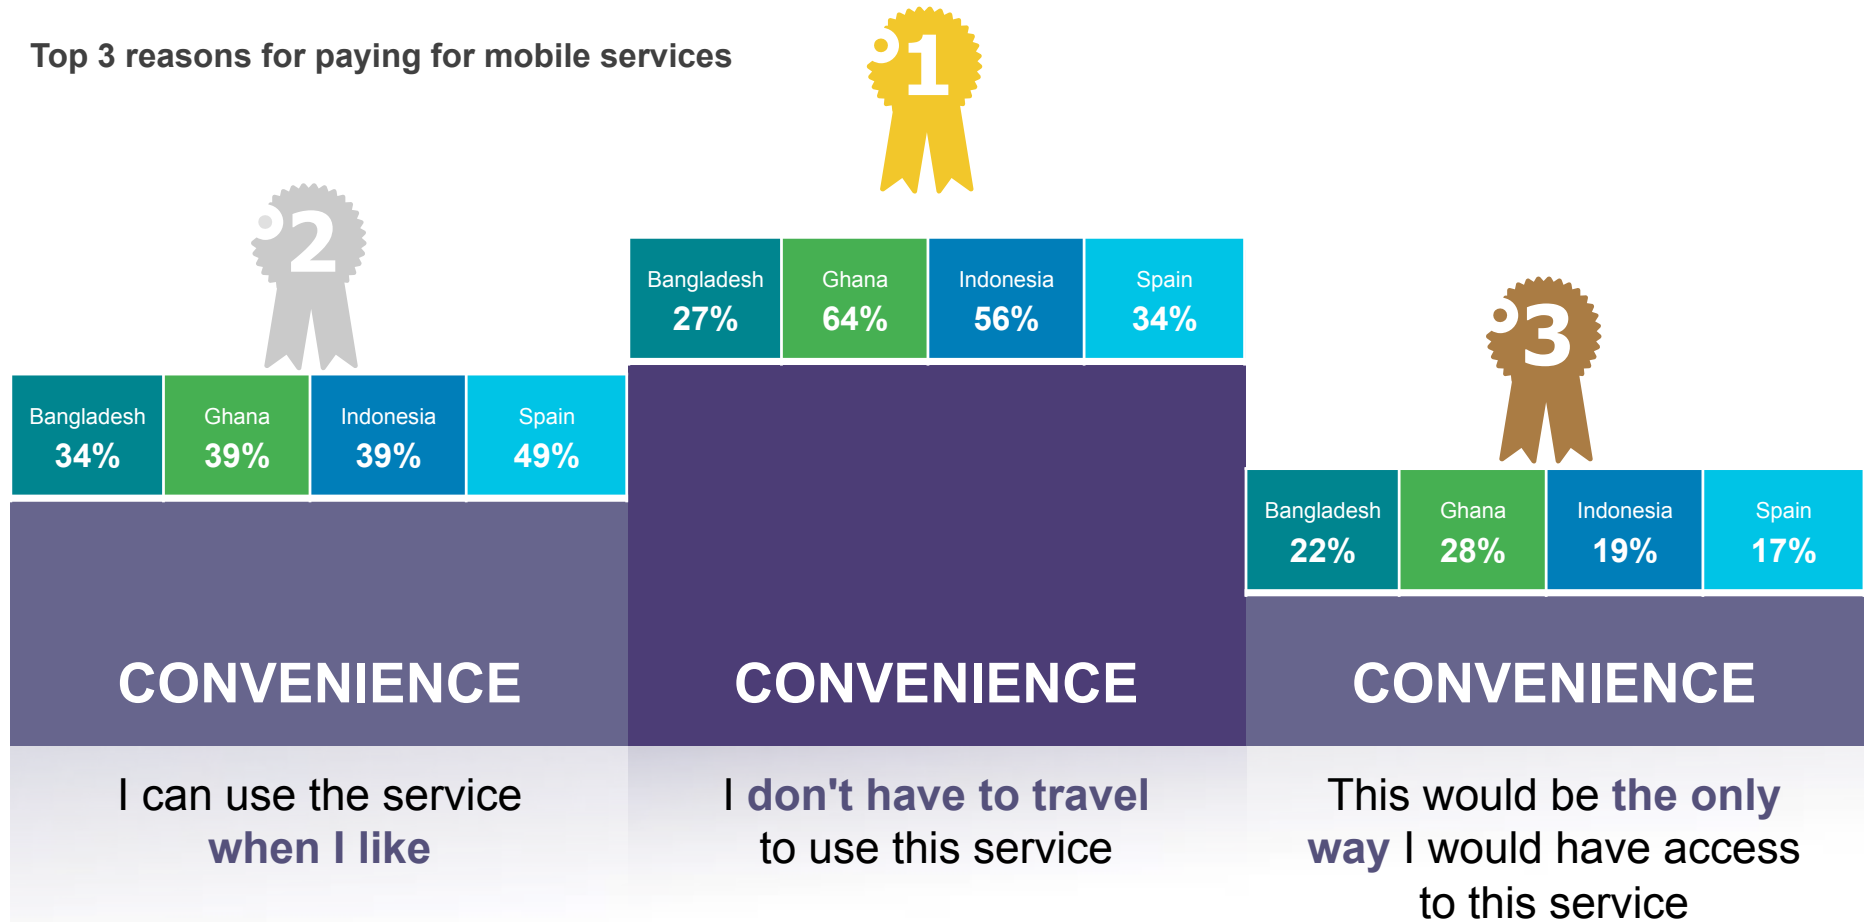 Top 3 reasons for paying for mobile services
1
2
3
Bangladesh Ghana Indonesia Spain
27% 64% 56% 34%
Bangladesh Ghana Indonesia Spain
34% 39% 39% 49%
Bangladesh Ghana Indonesia Spain
22% 28% 19% 17%
CONVENIENCE CONVENIENCE CONVENIENCE
I can use the service
when I like
I don't have to travel
to use this service
This would be the only
way I would have access
to this service